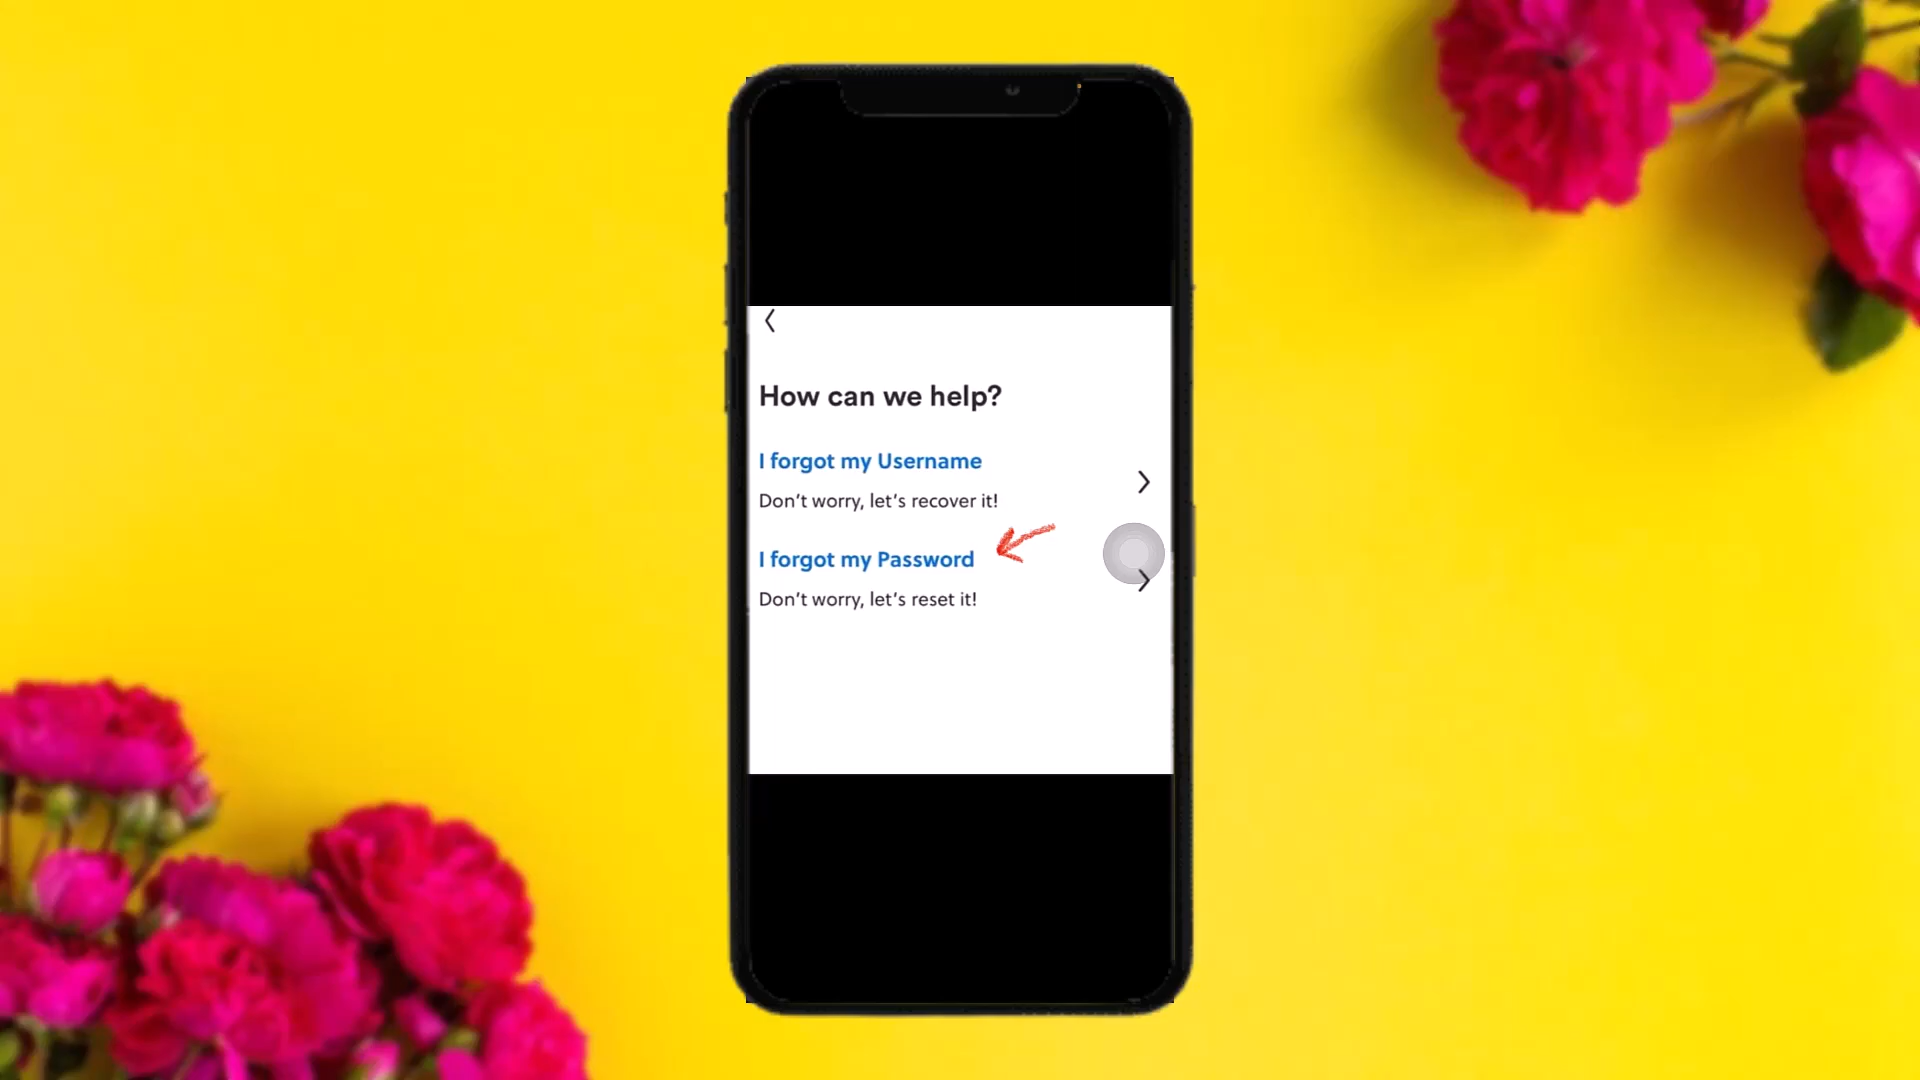 How can we help?
I forgot my Username
Don’t worry, let’s recover it!
I forgot my Password
Don’t worry, let’s reset it!